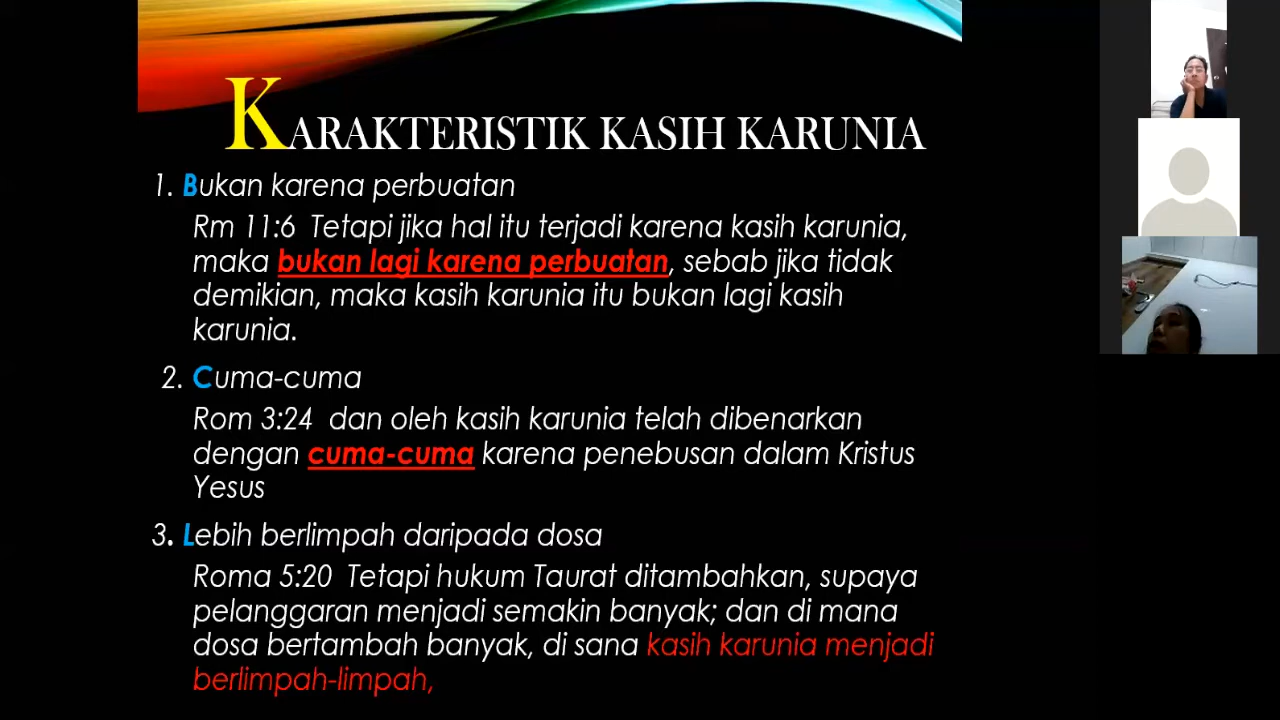 KARAKTERISTIK KASIH KARUNIA
1. Bukan karena perbuatan
Rm 11:6 Tetapi jika hal itu terjadi karena kasih karunia,
maka bukan lagi karena perbuatan, sebab jika tidak
demikian, maka kasih karunia itu bukan lagi kasih
karunia.
2. Cuma-cuma
Rom 3:24 dan oleh kasih karunia telah dibenarkan
dengan cuma-cuma karena penebusan dalam Kristus
Yesus
3. Lebih berlimpah daripada dosa
Roma 5:20 Tetapi hukum Taurat ditambahkan, supaya
pelanggaran menjadi semakin banyak; dan di mana
dosa bertambah banyak, di sana kasih karunia menjadi
berlimpah-limpah,